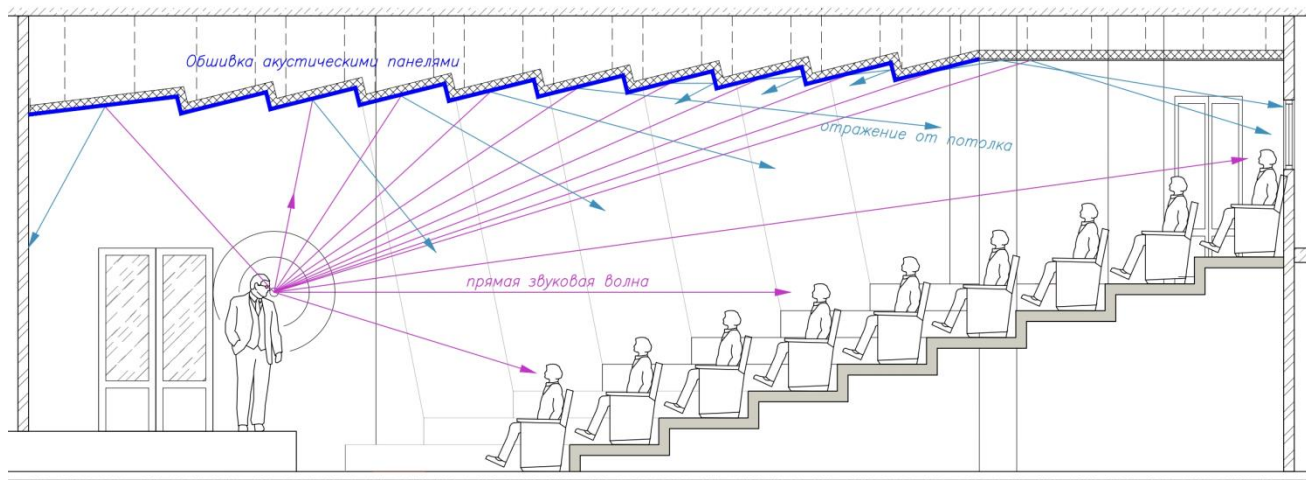 Обшивка акустическими панелями
отражение от потолка
прямая звуковая волна